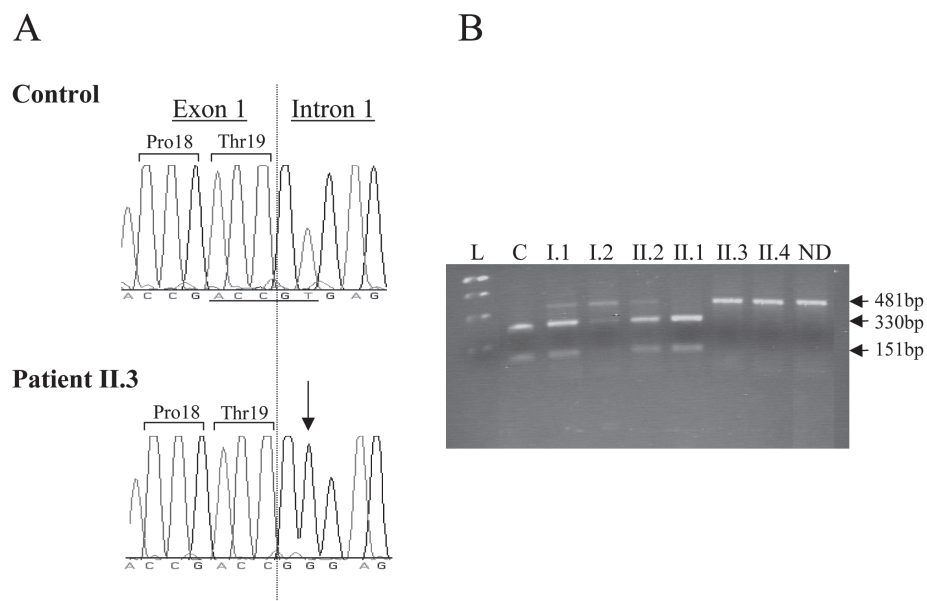 A
B
Control
Exon 1 Intron 1
Pro18 Thr19
A C C G A C C G T G A G
Patient II.3
Pro18 Thr19
A C C G A C C G G G A G
L C I.1 I.2 II.2 II.1 II.3 II.4 ND
481bp
330bp
151bp